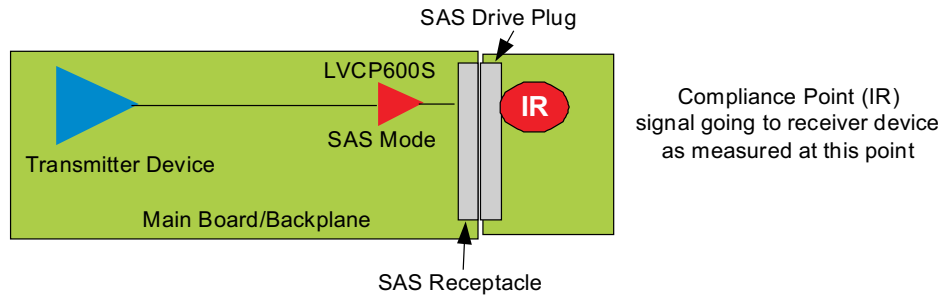 SAS Drive Plug
LVCP600S
IR
Compliance Point (IR)
signal going to receiver device
as measured at this point
SAS Mode
Transmitter Device
Main Board/Backplane
SAS Receptacle